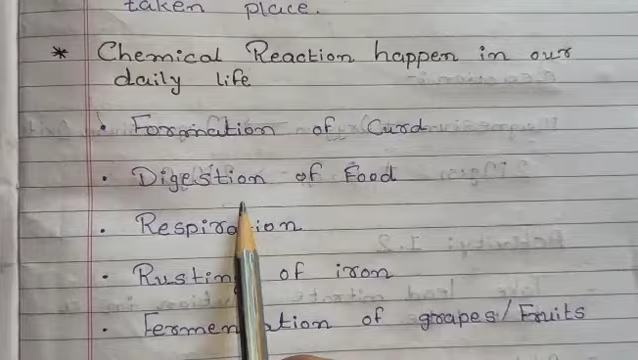 taken place.
* Chemical Reaction happen in our
daily life
• Formation of Curd
• Digestion of Food
• Respiration
• Rusting of iron
• Fermentation of grapes/Fruits